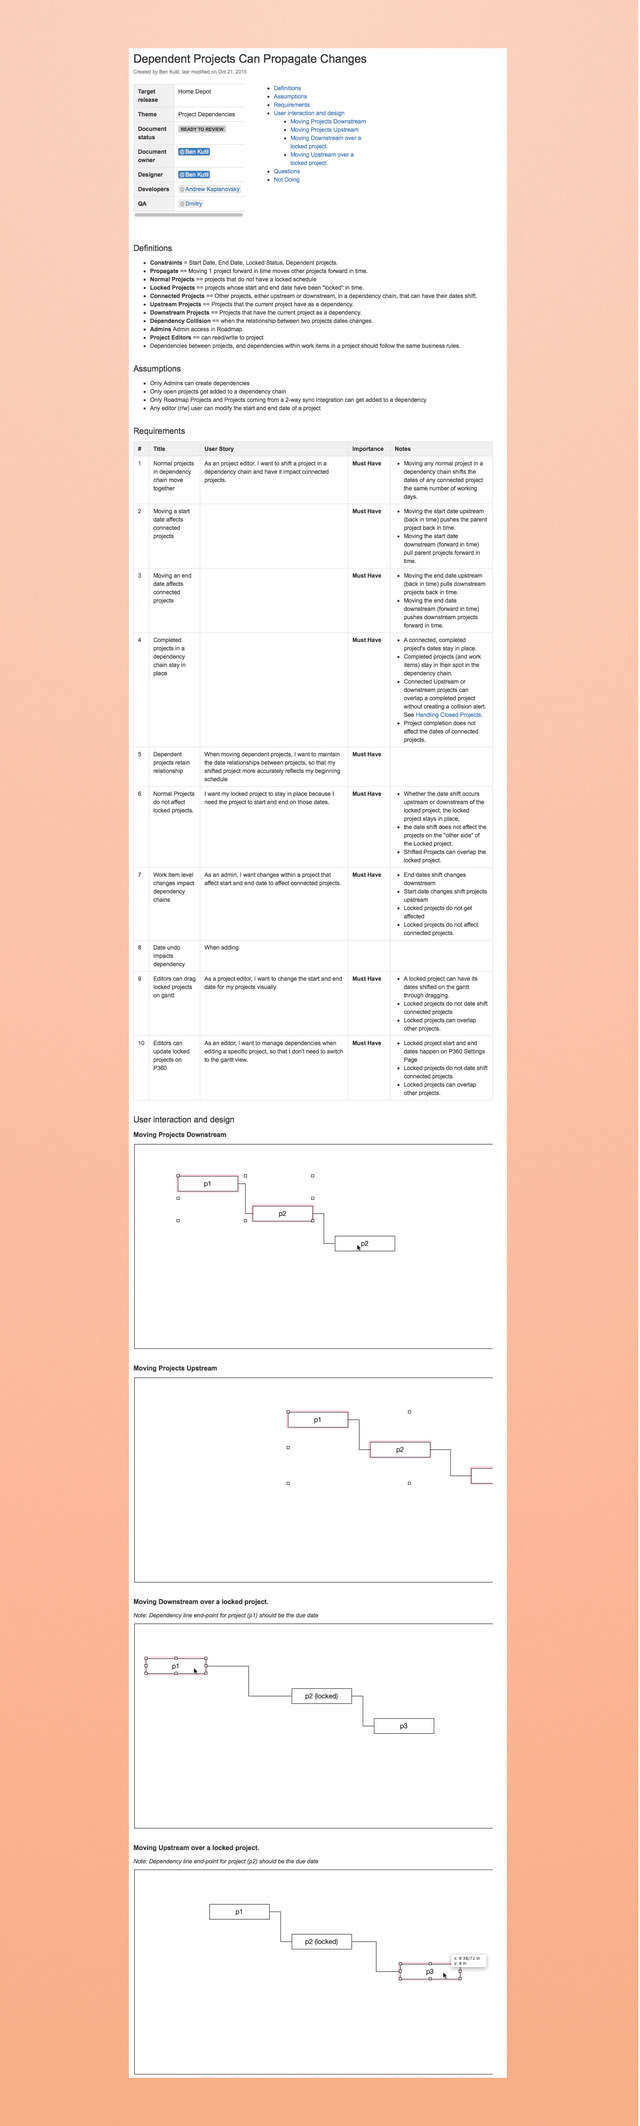 Dependent Projects Can Propagate Changes
Created by Ben Kutil, last modified on Oct 21, 2015
Target release
Home Depot
Theme
Project Dependencies
Document status
READY TO REVIEW
Document owner
@Ben Kutil
Designer
@Ben Kutil
Developers
@Andrew Kaplanovsky
QA
@Dmitry
• Definitions
• Assumptions
• Requirements
• User interaction and design
• Moving Projects Downstream
• Moving Projects Upstream
• Moving Downstream over a
locked project.
• Moving Upstream over a
locked project.
• Questions
• Not Doing
Definitions
• Constraints = Start Date, End Date, Locked Status, Dependent projects.
• Propagate == Moving 1 project forward in time moves other projects forward in time.
• Normal Projects == projects that do not have a locked schedule
• Locked Projects == projects whose start and end date have been "locked" in time.
• Connected Projects == Other projects, either upstream or downstream, in a dependency chain, that can have their dates shift.
• Upstream Projects == Projects that the current project have as a dependency.
• Downstream Projects == Projects that have the current project as a dependency.
• Dependency Collision == when the relationship between two projects dates changes.
• Admins Admin access in Roadmap.
• Project Editors == can read/write to project
• Dependencies between projects, and dependencies within work items in a project should follow the same business rules.
Assumptions
• Only Admins can create dependencies
• Only open projects get added to a dependency chain
• Only Roadmap Projects and Projects coming from a 2-way sync integration can get added to a dependency
• Any editor (r/w) user can modify the start and end date of a project
Requirements
# Title User Story Importance Notes
1
Normal projects
in dependency
chain move
together
As an project editor, I want to shift a project in a
dependency chain and have it impact connected
projects.
Must Have
• Moving any normal project in a
dependency chain shifts the
dates of any connected project
the same number of working
days.
2
Moving a start
date affects
connected
projects
Must Have
• Moving the start date upstream
(back in time) pushes the parent
project back in time.
• Moving the start date
downstream (forward in time)
pull parent projects forward in
time.
3
Moving an end
date affects
connected
projects
Must Have
• Moving the end date upstream
(back in time) pulls downstream
projects back in time.
• Moving the end date
downstream (forward in time)
pushes downstream projects
forward in time.
4
Completed
projects in a
dependency
chain stay in
place
Must Have
• A connected, completed
project's dates stay in place.
• Completed projects (and work
items) stay in their spot in the
dependency chain.
• Connected Upstream or
downstream projects can
overlap a completed project
without creating a collision alert.
See Handling Closed Projects.
• Project completion does not
affect the dates of connected
projects.
5
Dependent
projects retain
relationship
When moving dependent projects, I want to maintain
the date relationships between projects, so that my
shifted project more accurately reflects my beginning
schedule
Must Have
6
Normal Projects
do not affect
locked projects.
I want my locked project to stay in place because I
need the project to start and end on those dates.
Must Have
• Whether the date shift occurs
upstream or downstream of the
locked project, the locked
project stays in place,
• the date shift does not affect the
projects on the "other side" of
the Locked project.
• Shifted Projects can overlap the
locked project.
7
Work Item level
changes impact
dependency
chains
As an admin, I want changes within a project that
affect start and end date to affect connected projects.
Must Have
• End dates shift changes
downstream
• Start date changes shift projects
upstream
• Locked projects do not get
affected
• Locked projects do not affect
connected projects.
8
Date undo
impacts
dependency
When adding
9
Editors can drag
locked projects
on gantt
As a project editor, I want to change the start and end
date for my projects visually
Must Have
• A locked project can have its
dates shifted on the gantt
through dragging.
• Locked projects do not date shift
connected projects
• Locked projects can overlap
other projects.
10
Editors can
update locked
projects on
P360
As an editor, I want to manage dependencies when
editing a specific project, so that I don't need to switch
to the gantt view.
Must Have
• Locked project start and end
dates happen on P360 Settings
Page
• Locked projects do not date shift
connected projects
• Locked projects can overlap
other projects.
User interaction and design
Moving Projects Downstream
p1
p2
p2
Moving Projects Upstream
p1
p2
Moving Downstream over a locked project.
Note: Dependency line end-point for project (p1) should be the due date
p1
p2 (locked)
p3
Moving Upstream over a locked project.
Note: Dependency line end-point for project (p2) should be the due date
p1
p2 (locked)
p3
x: 9 36/72 in
y: 4 in